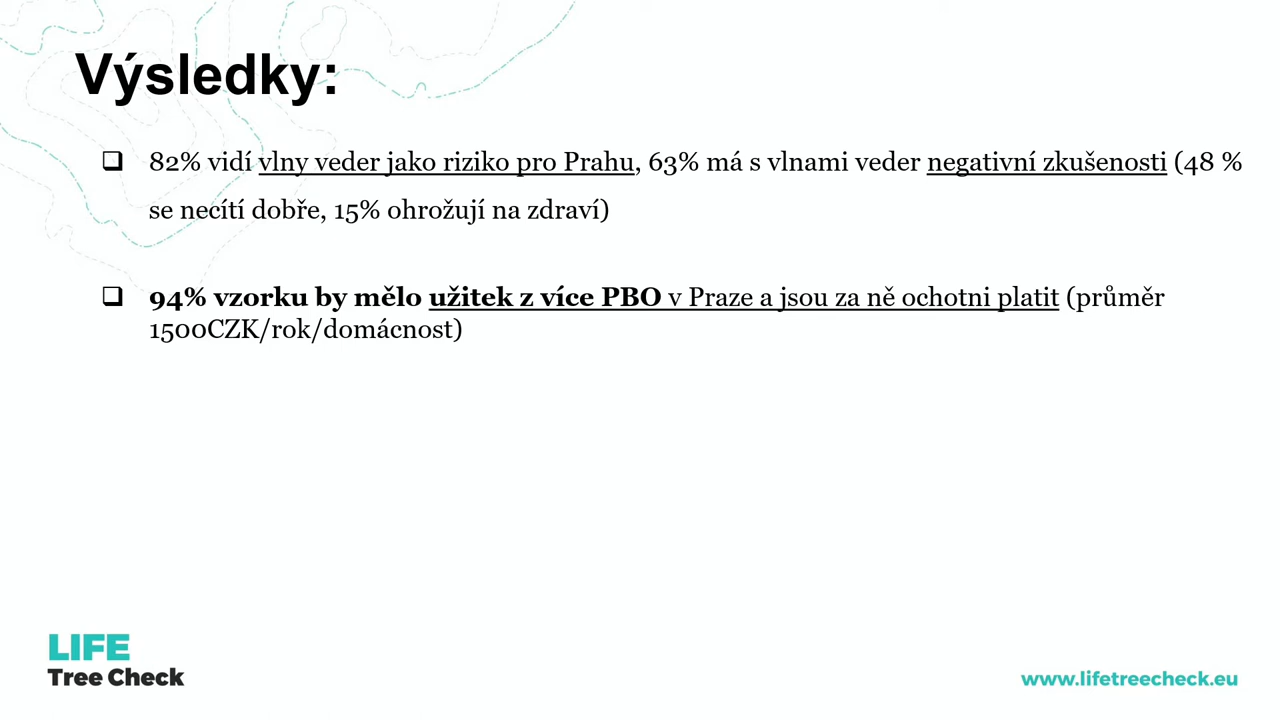 Výsledky:
82% vidí vlny veder jako riziko pro Prahu, 63% má s vlnami veder negativní zkušenosti (48 %
se necítí dobře, 15% ohrožují na zdraví)
94% vzorku by mělo užitek z více PBO v Praze a jsou za ně ochotni platit (průměr
1500CZK/rok/domácnost)
LIFE
Tree Check
www.lifetreecheck.eu